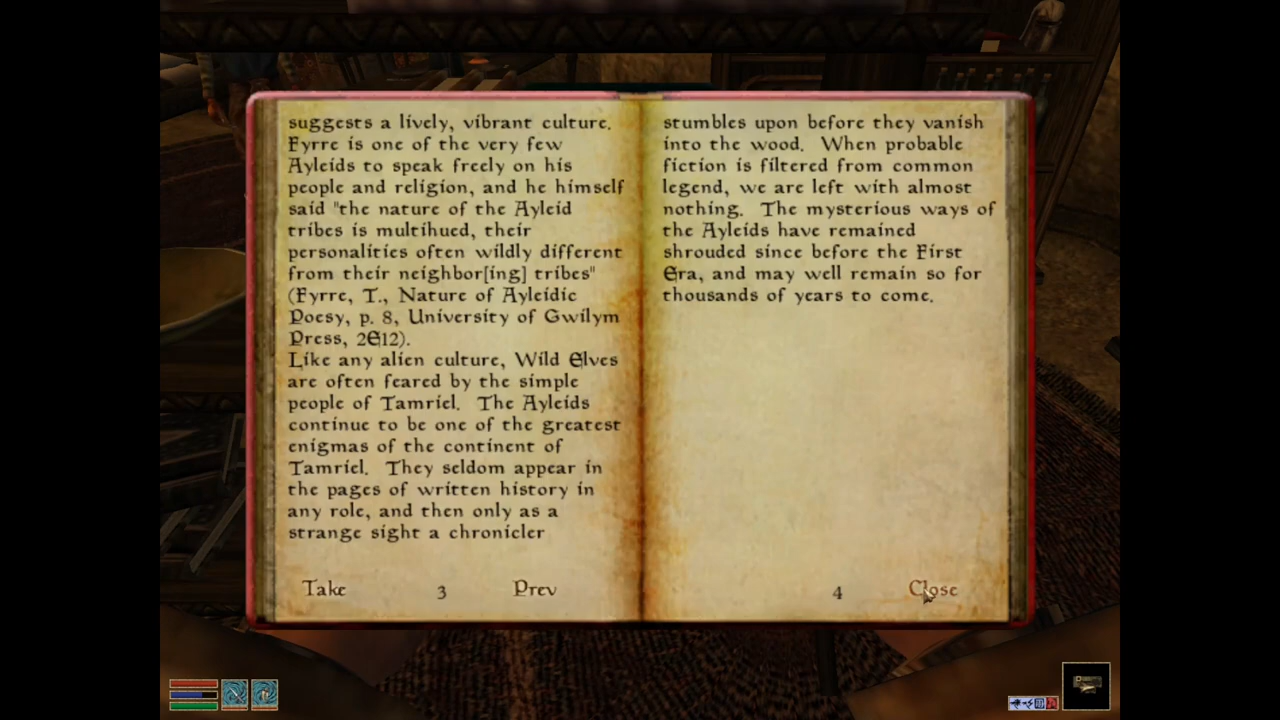 suggests a lively, vibrant culture.
Fyrre is one of the very few
Ayleids to speak freely on his
people and religion, and he himself
said "the nature of the Ayleid
tribes is multihued, their
personalities often wildly different
from their neighbor[ing] tribes"
(Fyrre, T., Nature of Ayleidic
Poesy, p. 8, University of Gwilym
Press, 2E12).
Like any alien culture, Wild Elves
are often feared by the simple
people of Tamriel.  The Ayleids
continue to be one of the greatest
enigmas of the continent of
Tamriel.  They seldom appear in
the pages of written history in
any role, and then only as a
strange sight a chronicler
Take 3 Prev
stumbles upon before they vanish
into the wood.  When probable
fiction is filtered from common
legend, we are left with almost
nothing.  The mysterious ways of
the Ayleids have remained
shrouded since before the First
Era, and may well remain so for
thousands of years to come.
4 Close